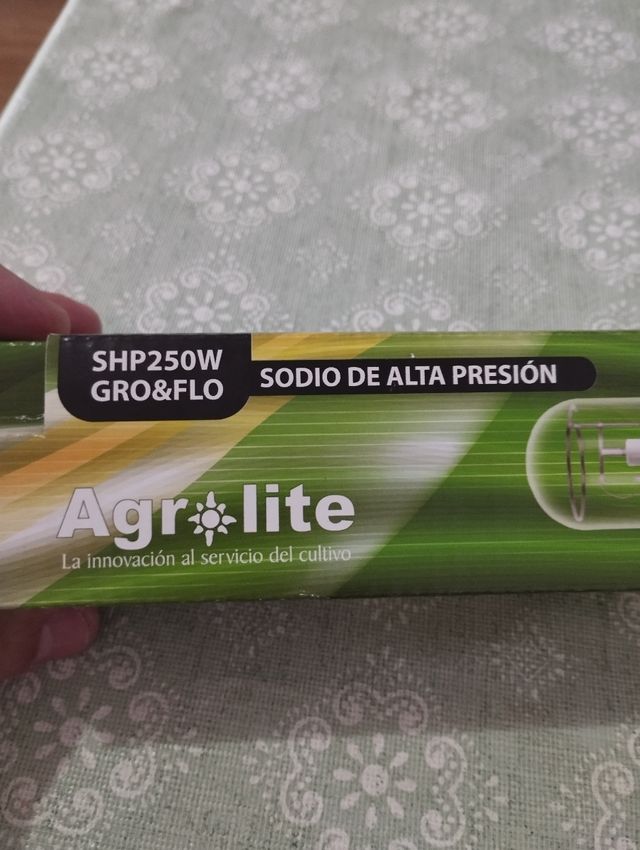 SHP250W
GRO&FLO
SODIO DE ALTA PRESIÓN
Agrolite
La innovación al servicio del cultivo